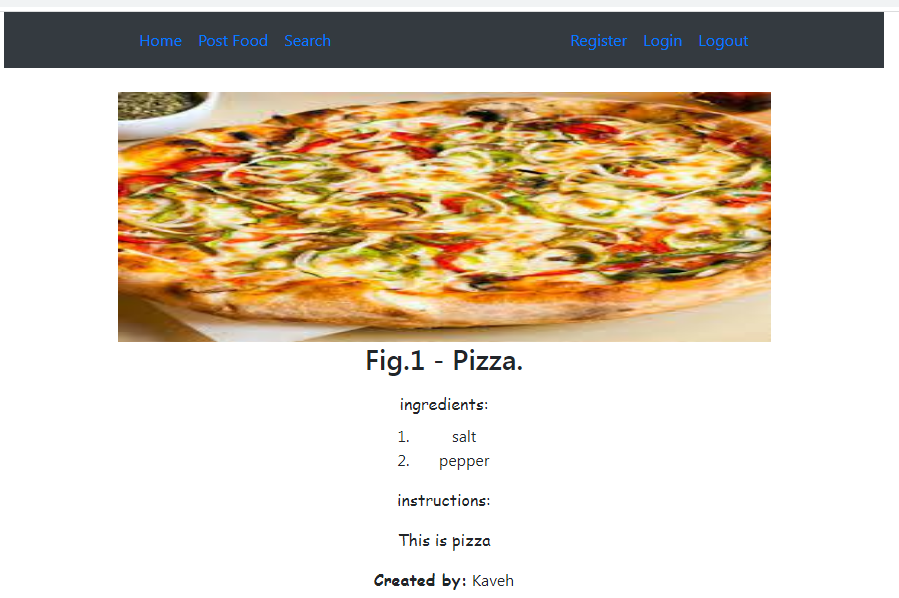 Home Post Food Search Register Login Logout
Fig.1 - Pizza.
ingredients:
1. salt
2. pepper
instructions:
This is pizza
Created by: Kaveh